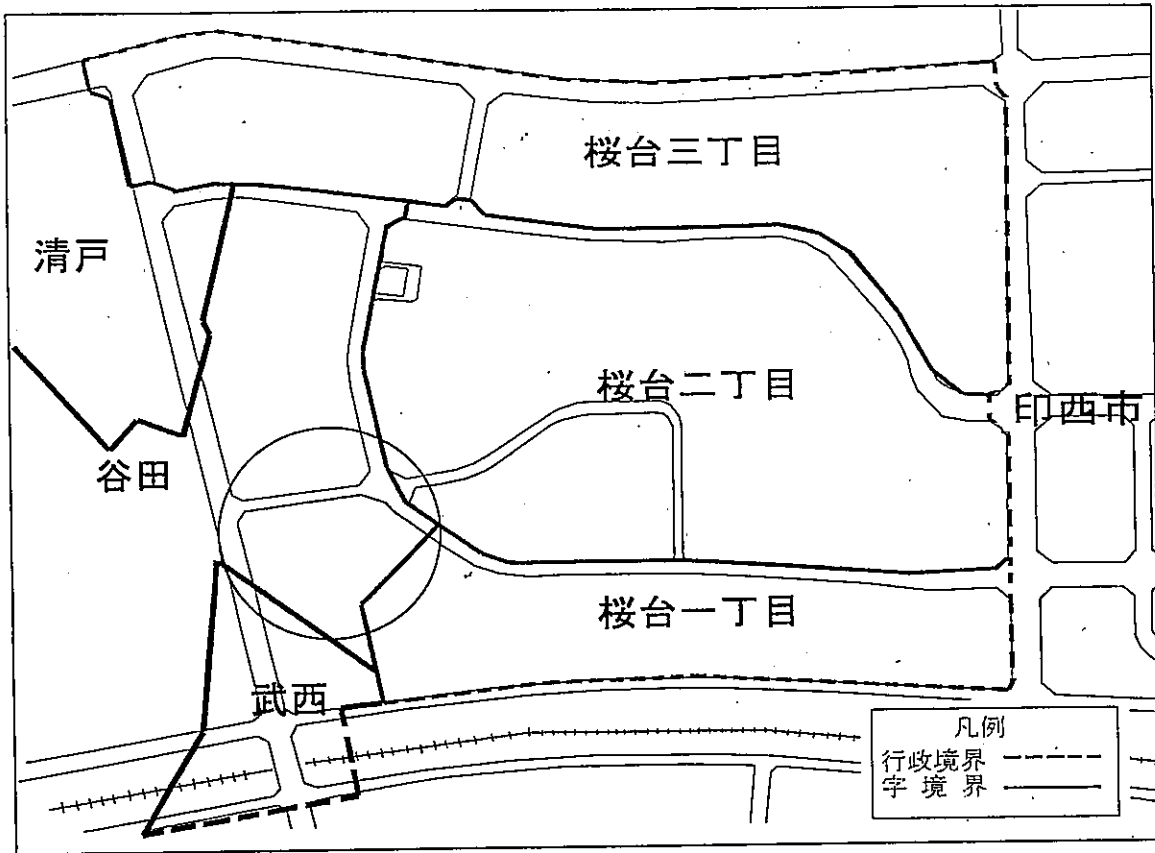 桜台三丁目
清戸
桜台二丁目
印西市
谷田
桜台一丁目
武西
凡例
行政境界
字境界